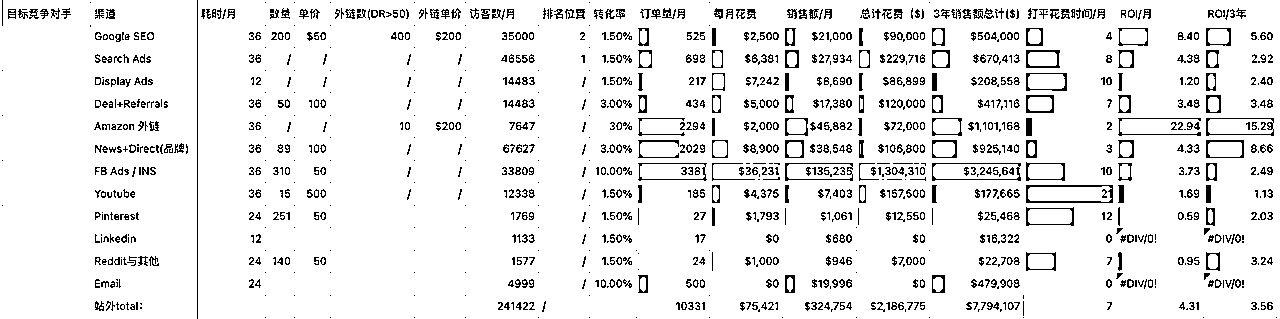 目标竞争对手 渠道 耗时/月 数量 单价 外链数(DR>50) 外链单价 访客数/月 排名位置 转化率 订单量/月 每月花费 销售额/月 总计花费 ($) 3年销售额总计($) 打平花费时间/月 ROI/月 ROI/3年
Google SEO 36 200 $50 400 $200 35000 2 1.50% 525 $2,500 $21,000 $90,000 $504,000 4 8.40 5.60
Search Ads 36 / / / / 46556 1 1.50% 698 $6,381 $27,934 $229,716 $670,413 8 4.38 2.92
Display Ads 12 / / / / 14483 / 1.50% 217 $7,242 $8,690 $86,899 $208,558 10 1.20 2.40
Deal+Referrals 36 50 100 / / 14483 / 3.00% 434 $5,000 $17,380 $120,000 $417,116 7 3.48 3.48
Amazon 外链 36 / / 10 $200 7647 / 30% 2294 $2,000 $45,882 $72,000 $1,101,168 2 22.94 15.29
News+Direct(品牌) 36 89 100 / / 67627 / 3.00% 2029 $8,900 $38,548 $106,800 $925,140 3 4.33 8.66
FB Ads / INS 36 310 50 / / 33809 / 10.00% 3381 $36,231 $135,235 $1,304,310 $3,245,641 10 3.73 2.49
Youtube 36 15 500 / / 12338 / 1.50% 185 $4,375 $7,403 $157,500 $177,665 21 1.69 1.13
Pinterest 24 251 50 1769 / 1.50% 27 $1,793 $1,061 $12,550 $25,468 12 0.59 2.03
Linkedin 12 1133 / 1.50% 17 $0 $680 $0 $16,322 0 #DIV/0! #DIV/0!
Reddit与其他 24 140 50 1577 / 1.50% 24 $1,000 $946 $7,000 $22,708 7 0.95 3.24
Email 24 4999 / 10.00% 500 $0 $19,996 $0 $479,908 0 #DIV/0! #DIV/0!
站外total: 241422 / 10331 $75,421 $324,754 $2,186,775 $7,794,107 7 4.31 3.56